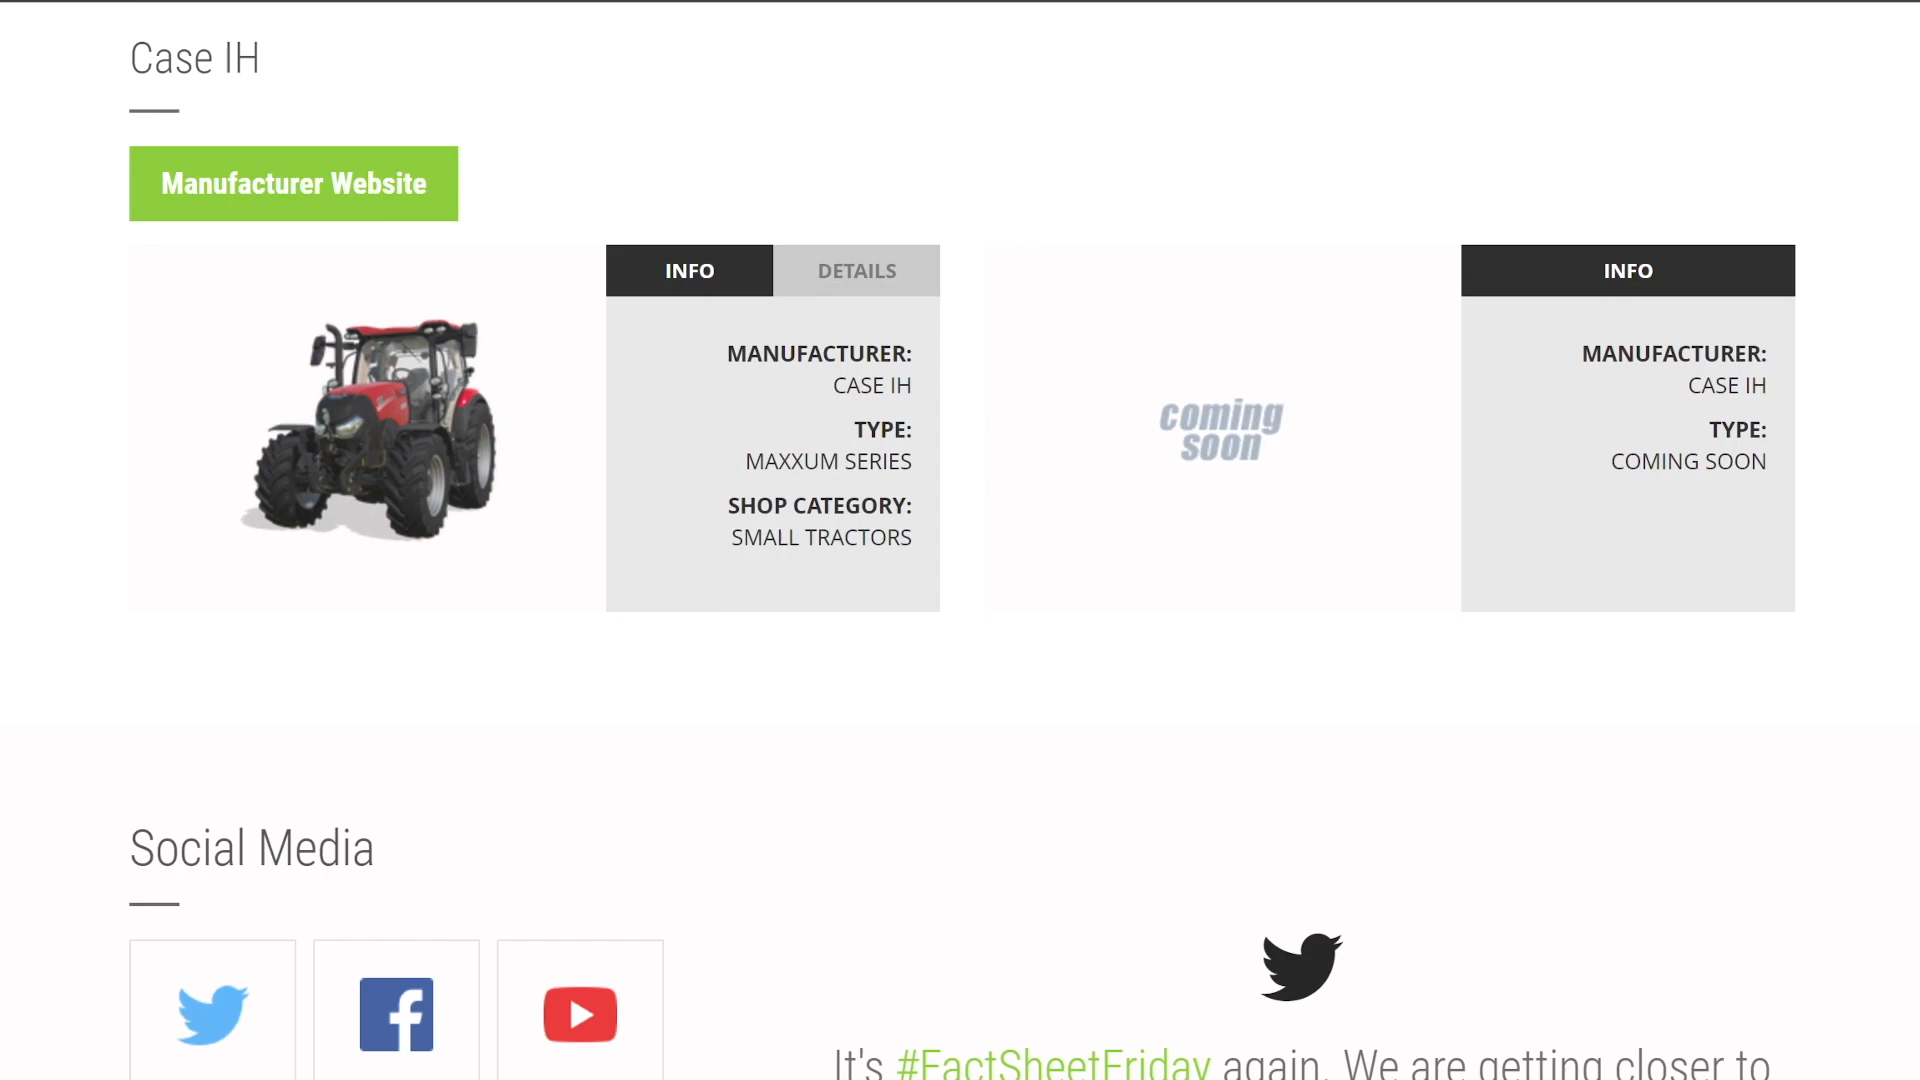 Case IH
Manufacturer Website
INFO
DETAILS
MANUFACTURER:
CASE IH
TYPE:
MAXXUM SERIES
SHOP CATEGORY:
SMALL TRACTORS
coming
soon
INFO
MANUFACTURER:
CASE IH
TYPE:
COMING SOON
Social Media
It's #FactSheetFriday again. We are getting closer to